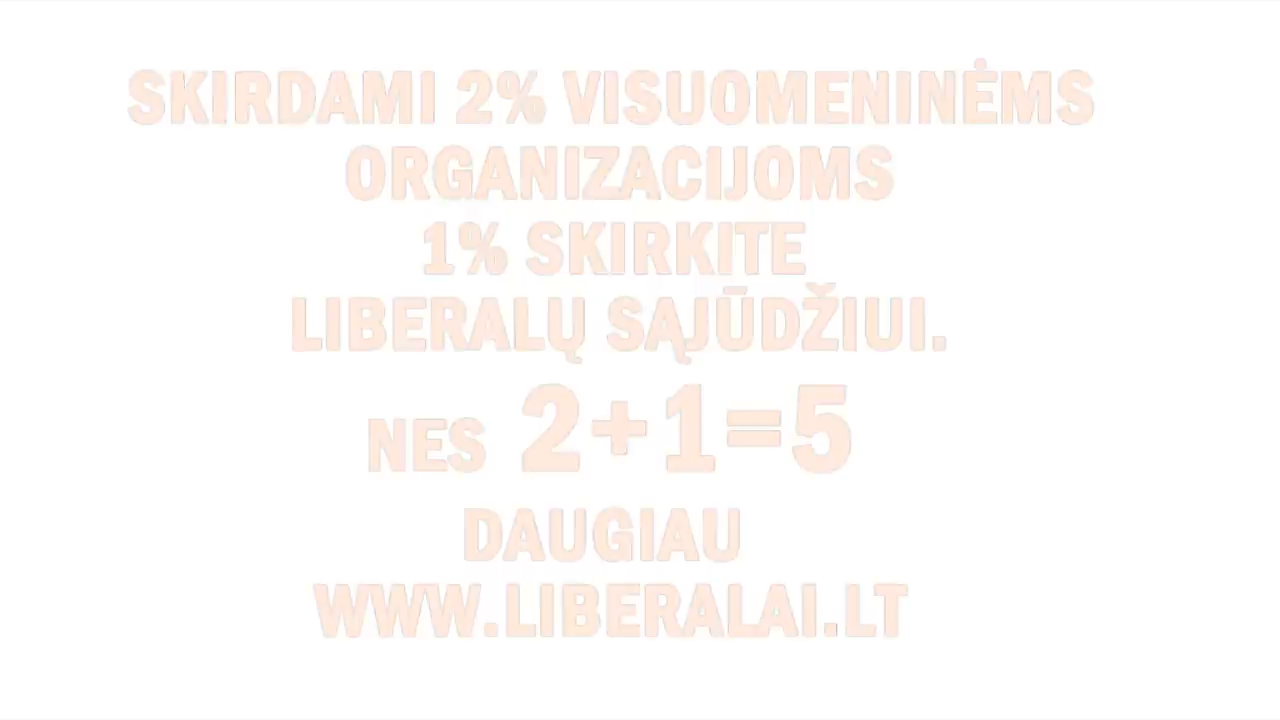 SKIRDAMI 2% VISUOMENINĖMS
ORGANIZACIJOMS
1% SKIRKITE
LIBERALŲ SĄJŪDŽIUI.
NES 2+1=5
DAUGIAU
WWW.LIBERALAI.LT